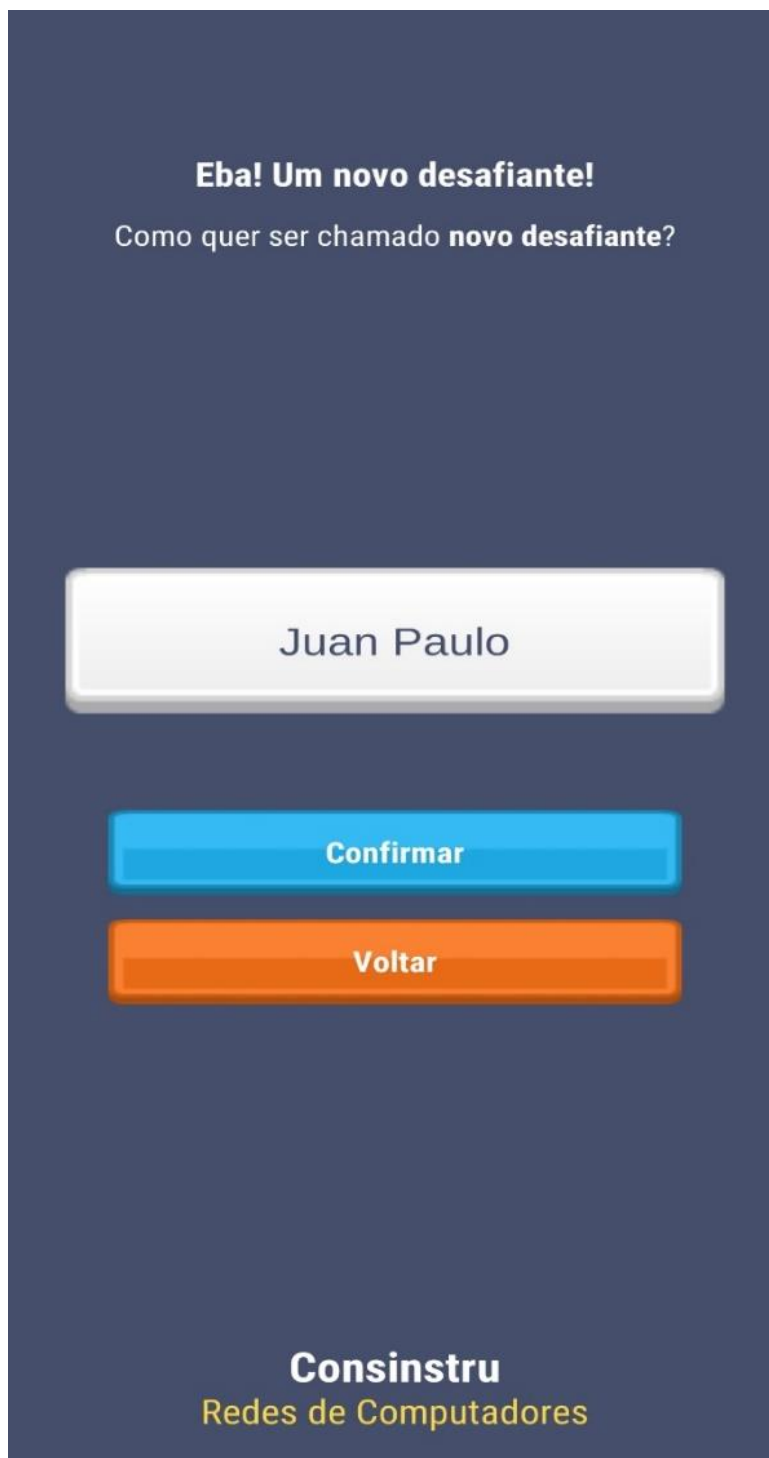 Eba! Um novo desafiante!
Como quer ser chamado novo desafiante?
Juan Paulo
Confirmar
Voltar
Consinstru
Redes de Computadores